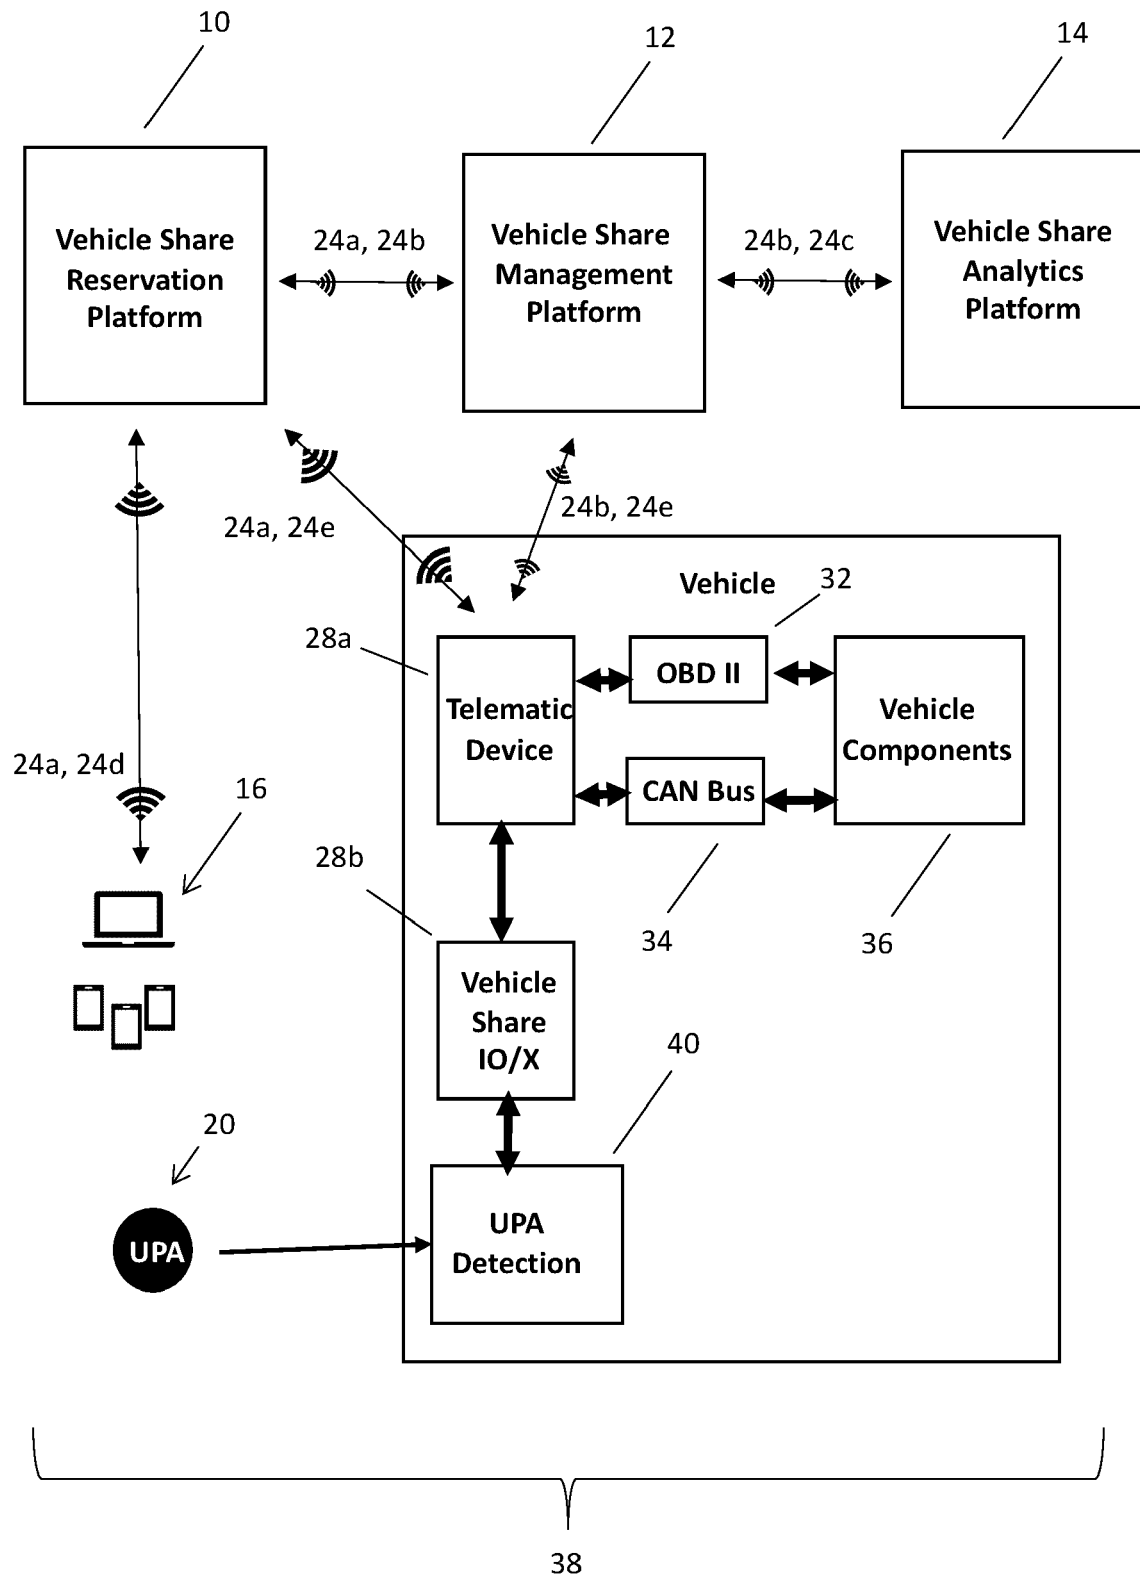 10
12
14
Vehicle Share
Reservation
Platform
24a, 24b
Vehicle Share
Management
Platform
24b, 24c
Vehicle Share
Analytics
Platform
24a, 24e
24b, 24e
Vehicle
32
28a
OBD II
Telematic
Device
Vehicle
Components
24a, 24d
CAN Bus
16
28b
34
36
Vehicle
Share
IO/X
40
20
UPA
UPA
Detection
38